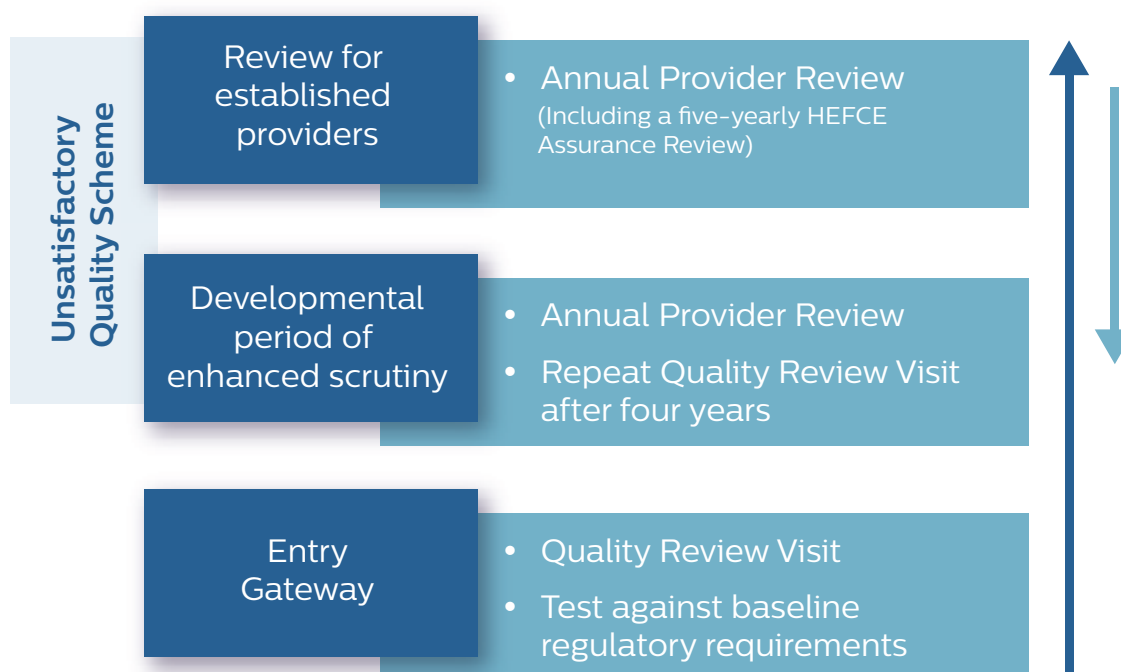 Unsatisfactory
Quality Scheme
Review for
established
providers
• Annual Provider Review
(Including a five-yearly HEFCE
Assurance Review)
Developmental
period of
enhanced scrutiny
• Annual Provider Review
• Repeat Quality Review Visit
after four years
Entry
Gateway
• Quality Review Visit
• Test against baseline
regulatory requirements